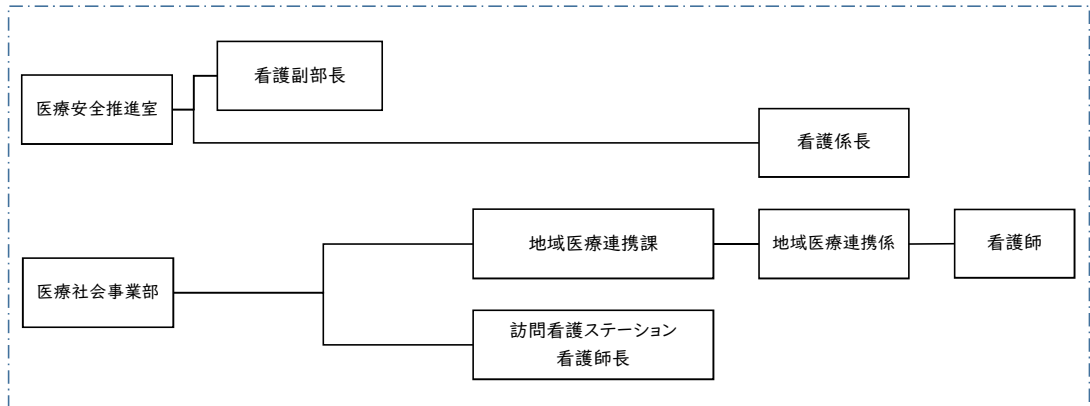 看護副部長
医療安全推進室
看護係長
地域医療連携課
地域医療連携係
看護師
医療社会事業部
訪問看護ステーション
看護師長